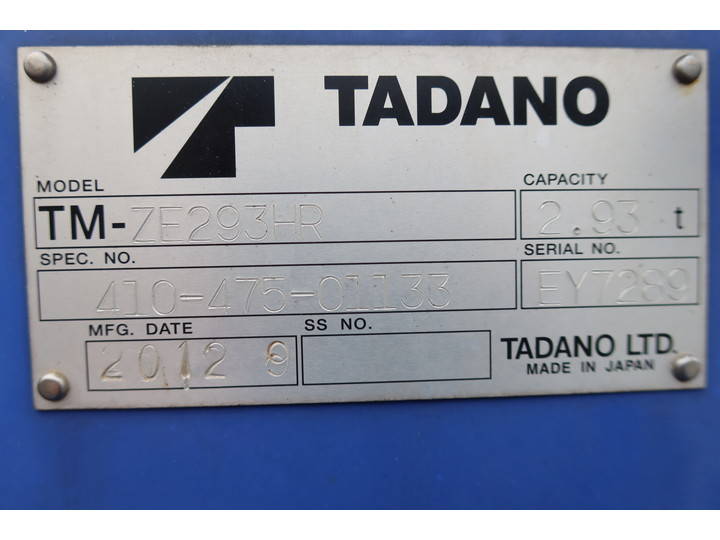 TADANO
MODEL
CAPACITY
TM-ZE293HR
2.93 t
SPEC. NO.
SERIAL NO.
410-475-01133
EY7289
MFG. DATE
SS NO.
2012 9
TADANO LTD.
MADE IN JAPAN